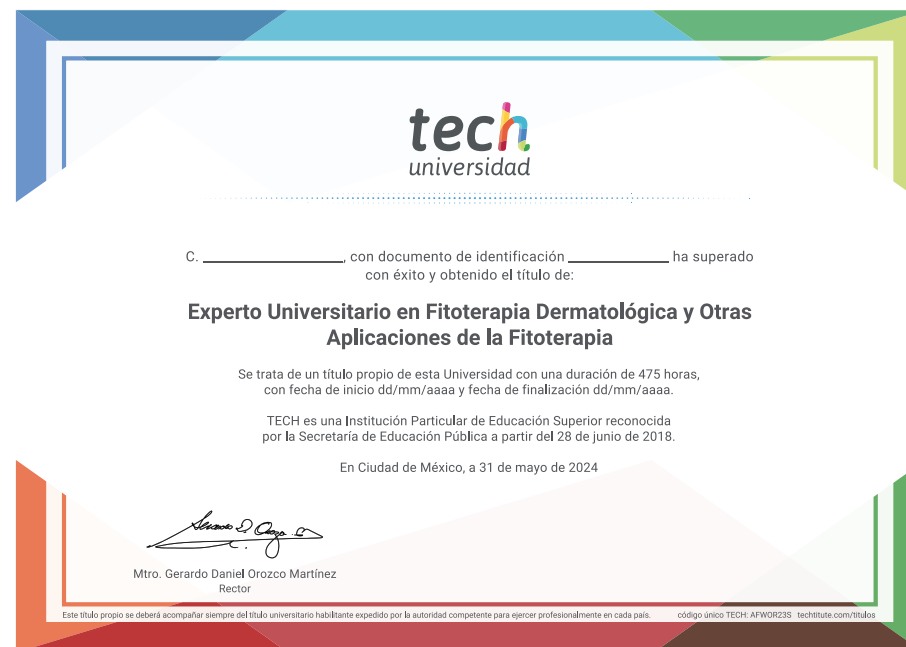 tech
universidad
C. ____________, con documento de identificación ____________ ha superado
con éxito y obtenido el título de:
Experto Universitario en Fitoterapia Dermatológica y Otras
Aplicaciones de la Fitoterapia
Se trata de un título propio de esta Universidad con una duración de 475 horas,
con fecha de inicio dd/mm/aaaa y fecha de finalización dd/mm/aaaa.
TECH es una Institución Particular de Educación Superior reconocida
por la Secretaría de Educación Pública a partir del 28 de junio de 2018.
En Ciudad de México, a 31 de mayo de 2024
Mtro. Gerardo Daniel Orozco Martínez
Rector
Este título propio se deberá acompañar siempre del título universitario habilitante expedido por la autoridad competente para ejercer profesionalmente en cada país. código único TECH: AFWOR23S techtitute.com/titulos